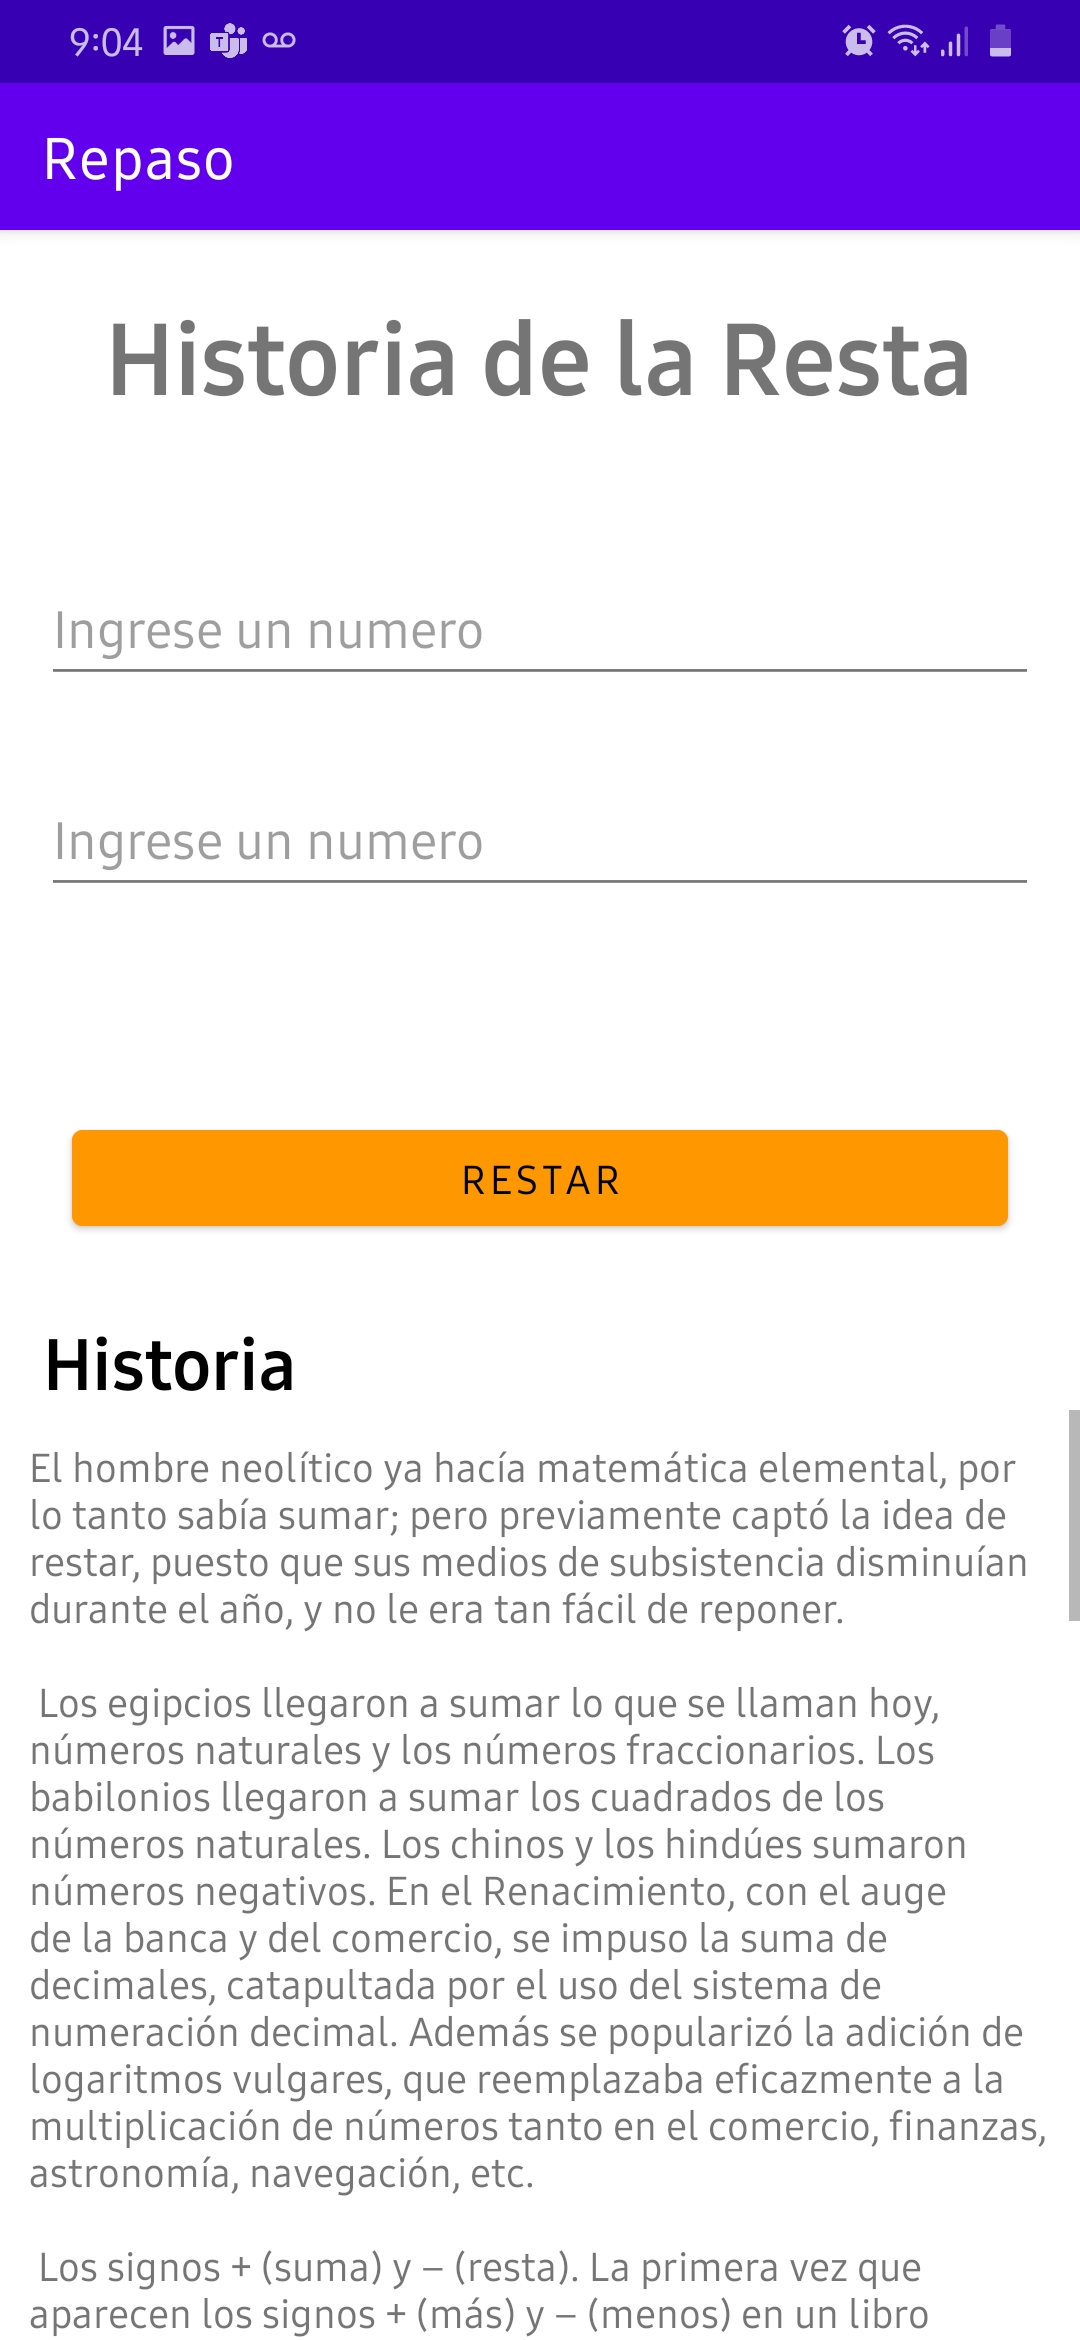 9:04
Repaso
Historia de la Resta
Ingrese un numero
Ingrese un numero
RESTAR
Historia
El hombre neolítico ya hacía matemática elemental, por
lo tanto sabía sumar; pero previamente captó la idea de
restar, puesto que sus medios de subsistencia disminuían
durante el año, y no le era tan fácil de reponer.
Los egipcios llegaron a sumar lo que se llaman hoy,
números naturales y los números fraccionarios. Los
babilonios llegaron a sumar los cuadrados de los
números naturales. Los chinos y los hindúes sumaron
números negativos. En el Renacimiento, con el auge
de la banca y del comercio, se impuso la suma de
decimales, catapultada por el uso del sistema de
numeración decimal. Además se popularizó la adición de
logaritmos vulgares, que reemplazaba eficazmente a la
multiplicación de números tanto en el comercio, finanzas,
astronomía, navegación, etc.
Los signos + (suma) y – (resta). La primera vez que
aparecen los signos + (más) y – (menos) en un libro